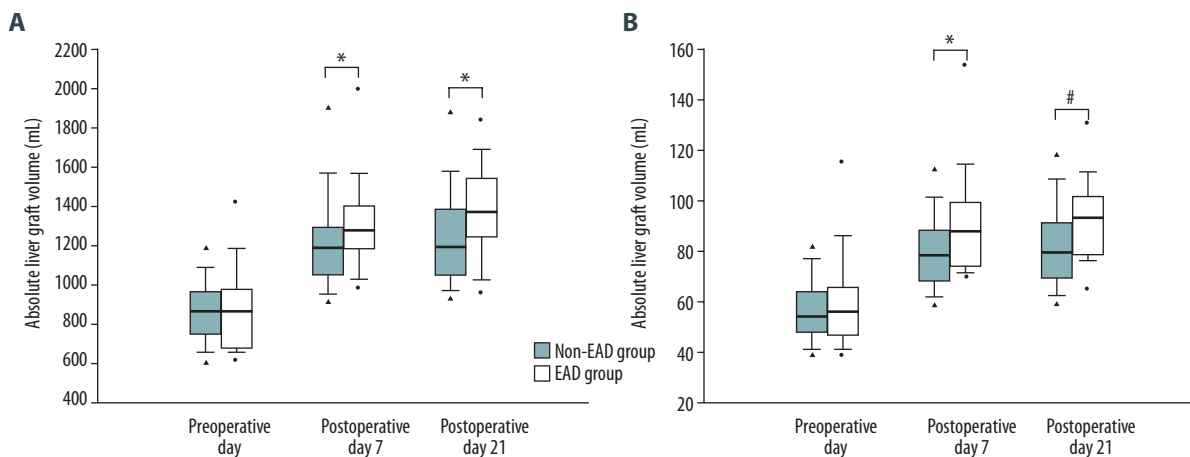 A
Absolute liver graft volume (mL)
2200
2000
1800
1600
1400
1200
1000
800
600
400
*
*
Preoperative
day
Postoperative
day 7
Postoperative
day 21
Non-EAD group
EAD group
B
Absolute liver graft volume (mL)
160
140
120
100
80
60
40
20
*
#
Preoperative
day
Postoperative
day 7
Postoperative
day 21